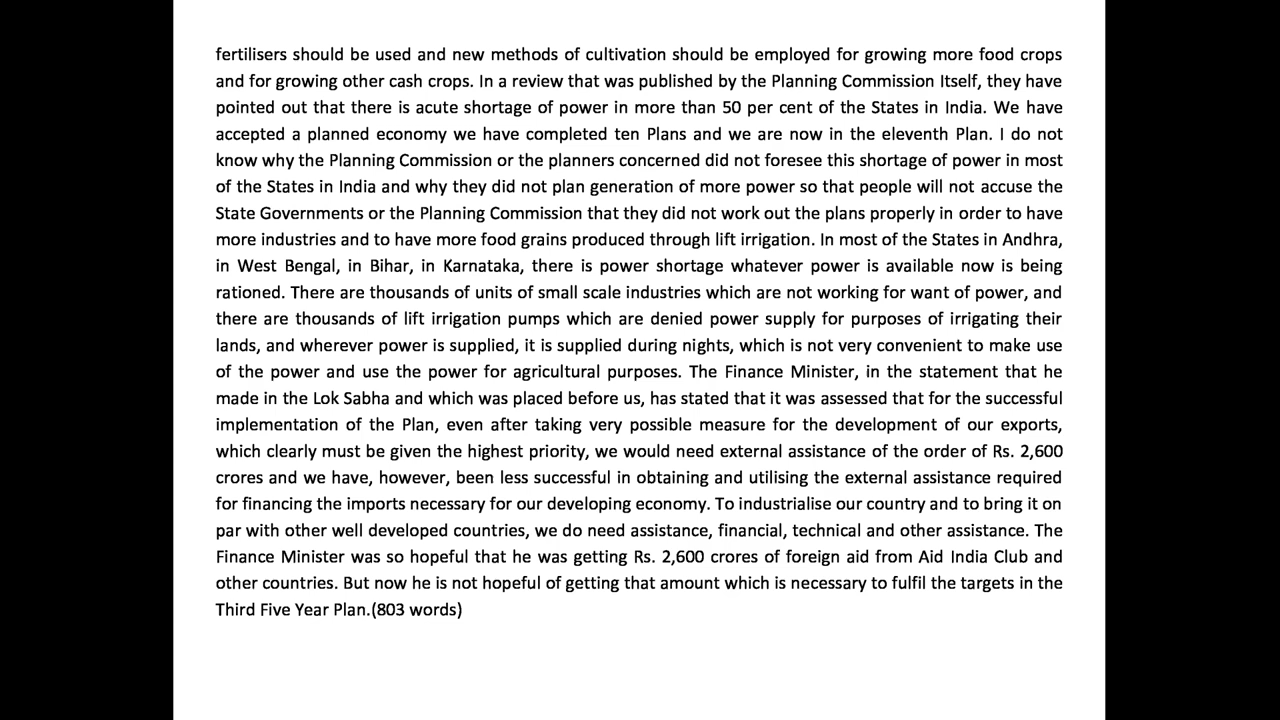 fertilisers should be used and new methods of cultivation should be employed for growing more food crops
and for growing other cash crops. In a review that was published by the Planning Commission Itself, they have
pointed out that there is acute shortage of power in more than 50 per cent of the States in India. We have
accepted a planned economy we have completed ten Plans and we are now in the eleventh Plan. I do not
know why the Planning Commission or the planners concerned did not foresee this shortage of power in most
of the States in India and why they did not plan generation of more power so that people will not accuse the
State Governments or the Planning Commission that they did not work out the plans properly in order to have
more industries and to have more food grains produced through lift irrigation. In most of the States in Andhra,
in West Bengal, in Bihar, in Karnataka, there is power shortage whatever power is available now is being
rationed. There are thousands of units of small scale industries which are not working for want of power, and
there are thousands of lift irrigation pumps which are denied power supply for purposes of irrigating their
lands, and wherever power is supplied, it is supplied during nights, which is not very convenient to make use
of the power and use the power for agricultural purposes. The Finance Minister, in the statement that he
made in the Lok Sabha and which was placed before us, has stated that it was assessed that for the successful
implementation of the Plan, even after taking very possible measure for the development of our exports,
which clearly must be given the highest priority, we would need external assistance of the order of Rs. 2,600
crores and we have, however, been less successful in obtaining and utilising the external assistance required
for financing the imports necessary for our developing economy. To industrialise our country and to bring it on
par with other well developed countries, we do need assistance, financial, technical and other assistance. The
Finance Minister was so hopeful that he was getting Rs. 2,600 crores of foreign aid from Aid India Club and
other countries. But now he is not hopeful of getting that amount which is necessary to fulfil the targets in the
Third Five Year Plan.(803 words)